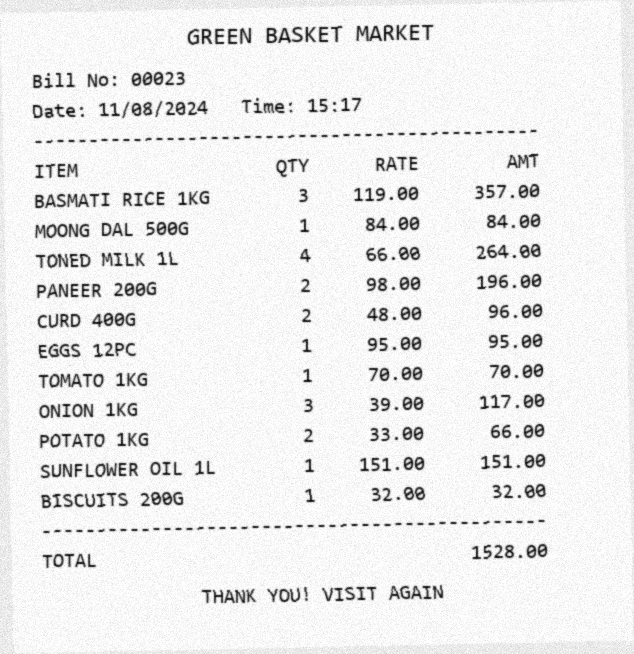 GREEN BASKET MARKET
Bill No: 00023
Date: 11/08/2024 Time: 15:17
------------------------------------------------
ITEM QTY RATE AMT
BASMATI RICE 1KG 3 119.00 357.00
MOONG DAL 500G 1 84.00 84.00
TONED MILK 1L 4 66.00 264.00
PANEER 200G 2 98.00 196.00
CURD 400G 2 48.00 96.00
EGGS 12PC 1 95.00 95.00
TOMATO 1KG 1 70.00 70.00
ONION 1KG 3 39.00 117.00
POTATO 1KG 2 33.00 66.00
SUNFLOWER OIL 1L 1 151.00 151.00
BISCUITS 200G 1 32.00 32.00
------------------------------------------------
TOTAL 1528.00
THANK YOU! VISIT AGAIN